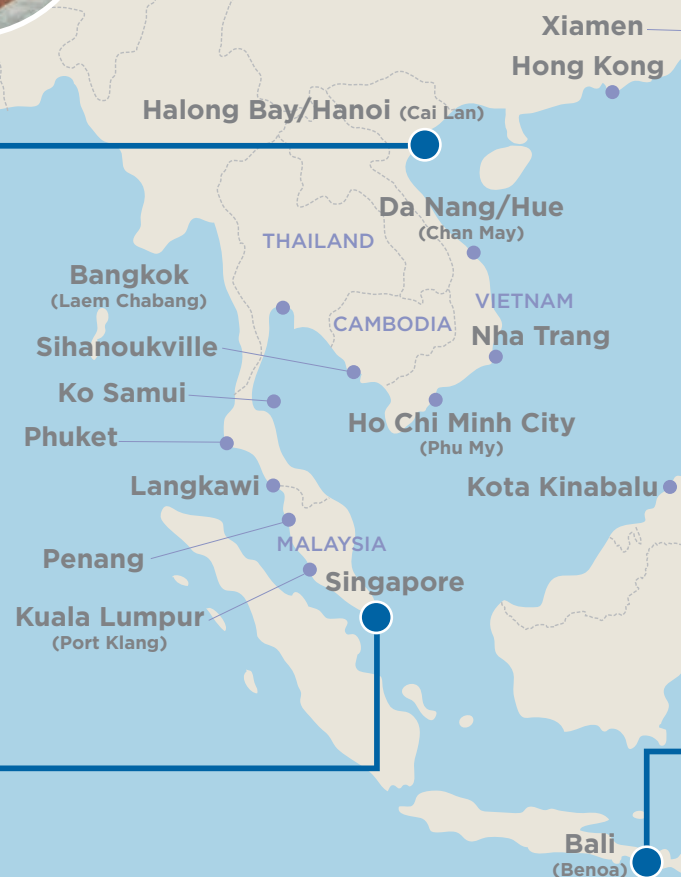 Xiamen
Hong Kong
Halong Bay/Hanoi (Cai Lan)
Da Nang/Hue
(Chan May)
THAILAND
Bangkok
(Laem Chabang)
VIETNAM
CAMBODIA
Nha Trang
Sihanoukville
Ko Samui
Ho Chi Minh City
(Phu My)
Phuket
Langkawi
Kota Kinabalu
MALAYSIA
Penang
Singapore
Kuala Lumpur
(Port Klang)
Bali
(Benoa)